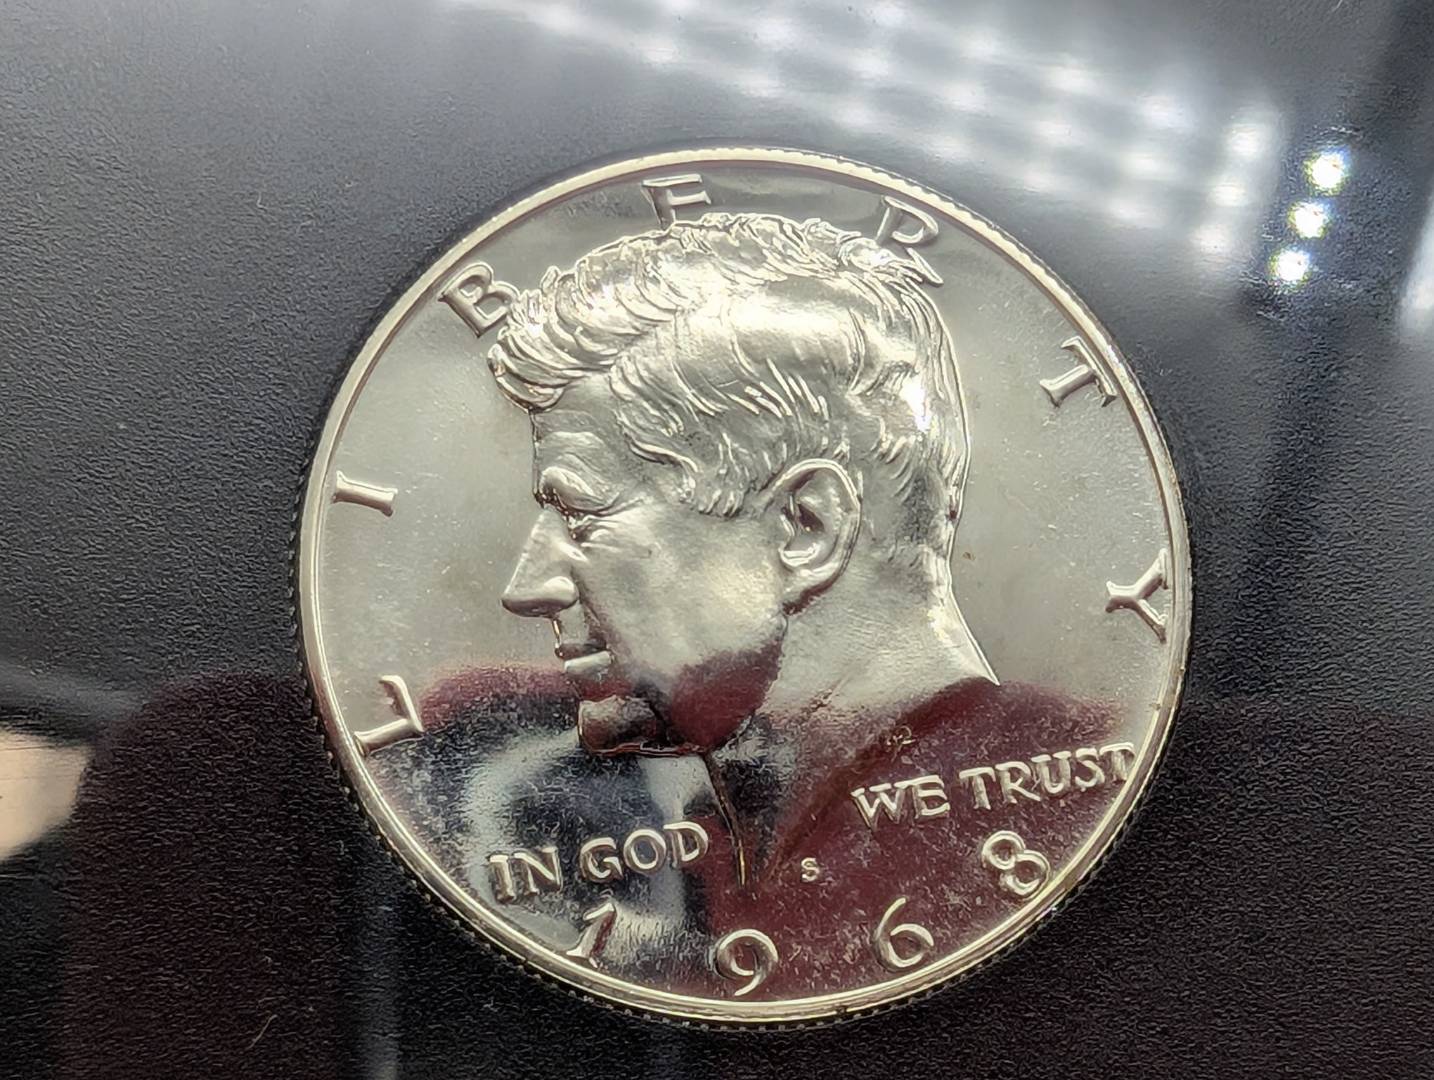 LIBERTY
IN GOD WE TRUST
S
1968